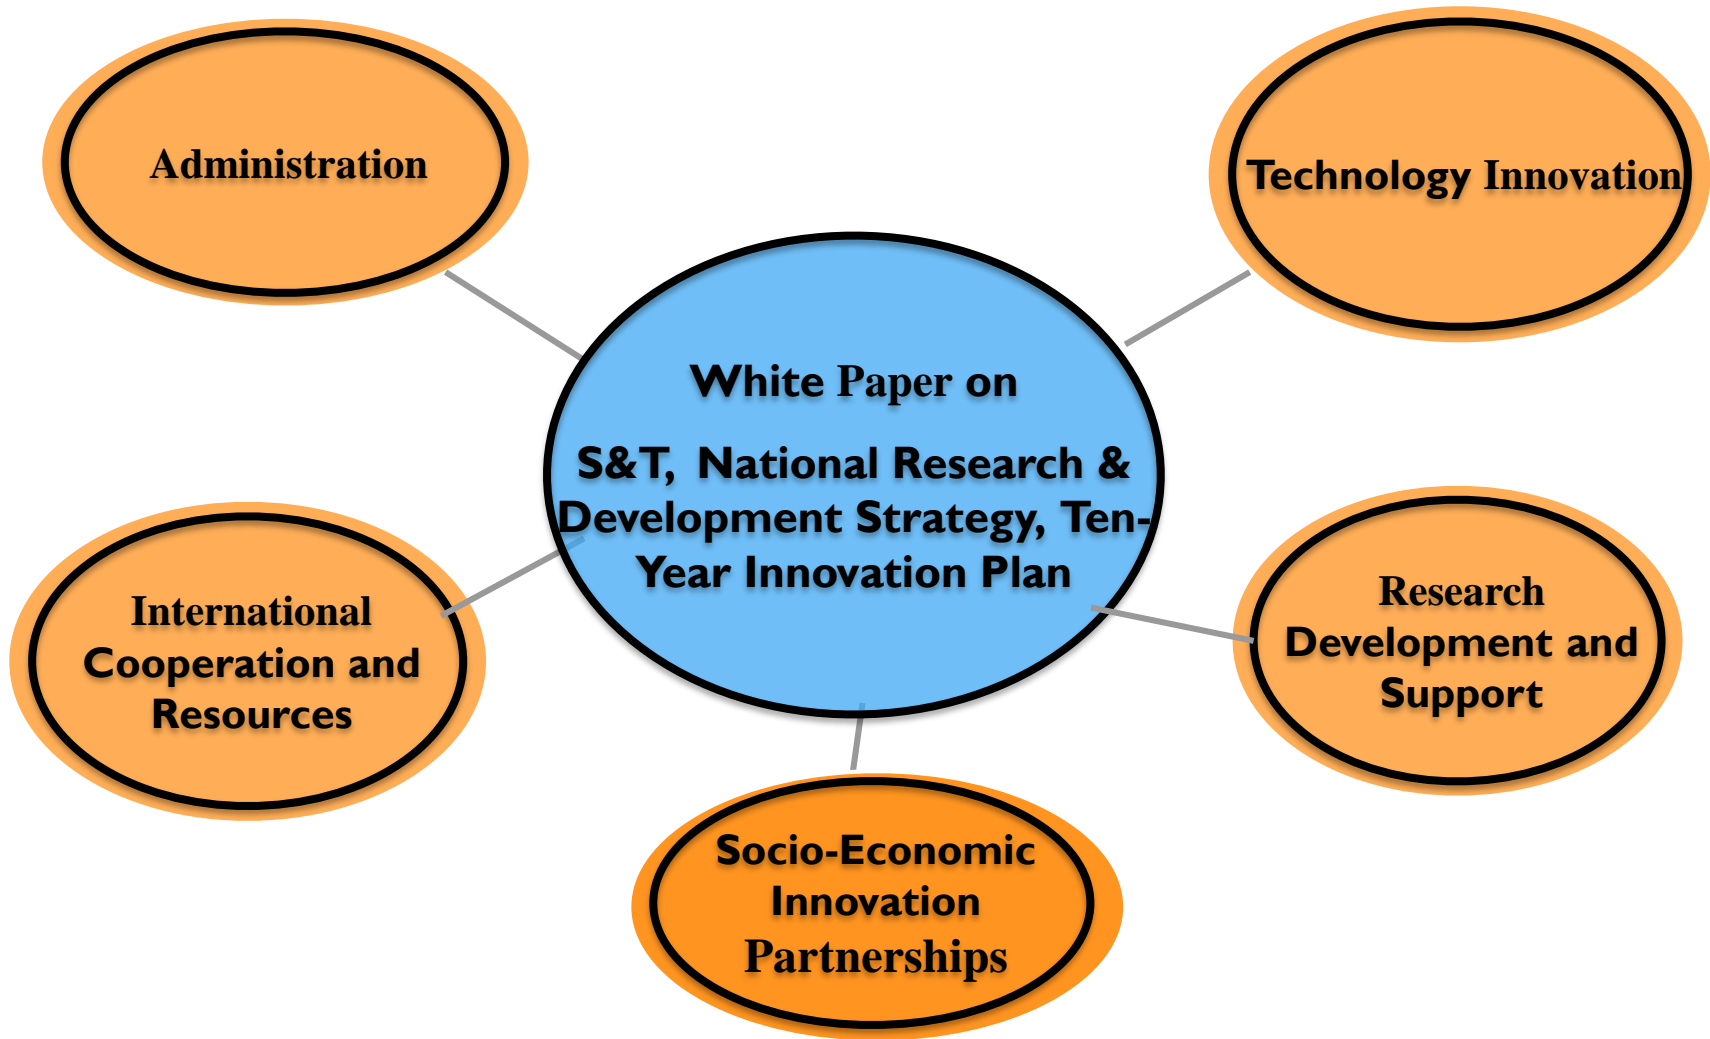 Administration
Technology Innovation
White Paper on
S&T, National Research &
Development Strategy, Ten-
Year Innovation Plan
International
Cooperation and
Resources
Research
Development and
Support
Socio-Economic
Innovation
Partnerships